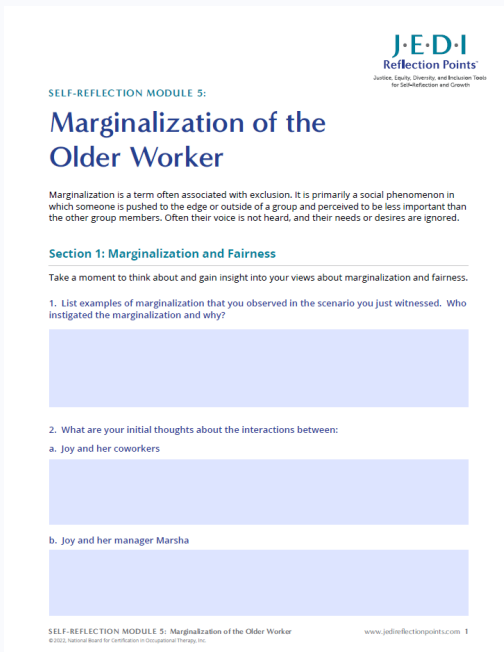 J·E·D·I
Reflection Points
Justice, Equity, Diversity, and Inclusion Tools
for Self-Reflection and Growth
SELF-REFLECTION MODULE 5:
Marginalization of the
Older Worker
Marginalization is a term often associated with exclusion. It is primarily a social phenomenon in
which someone is pushed to the edge or outside of a group and perceived to be less important than
the other group members. Often their voice is not heard, and their needs or desires are ignored.
Section 1: Marginalization and Fairness
Take a moment to think about and gain insight into your views about marginalization and fairness.
1. List examples of marginalization that you observed in the scenario you just witnessed. Who
instigated the marginalization and why?
2. What are your initial thoughts about the interactions between:
a. Joy and her coworkers
b. Joy and her manager Marsha
SELF-REFLECTION MODULE 5: Marginalization of the Older Worker www.jedireflectionpoints.com 1
©2022, National Board for Certification in Occupational Therapy, Inc.